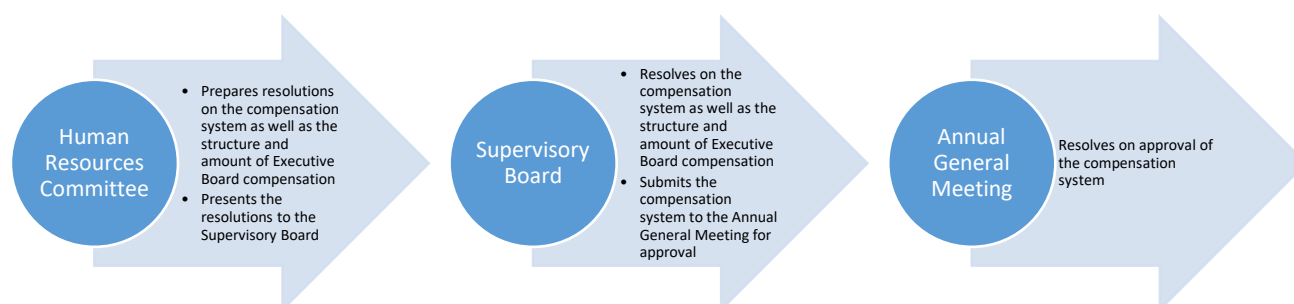 Human
Resources
Committee
• Prepares resolutions
on the compensation
system as well as the
structure and
amount of Executive
Board compensation
• Presents the
resolutions to the
Supervisory Board
Supervisory
Board
• Resolves on the
compensation
system as well as the
structure and
amount of Executive
Board compensation
• Submits the
compensation
system to the Annual
General Meeting for
approval
Annual
General
Meeting
Resolves on approval of
the compensation
system